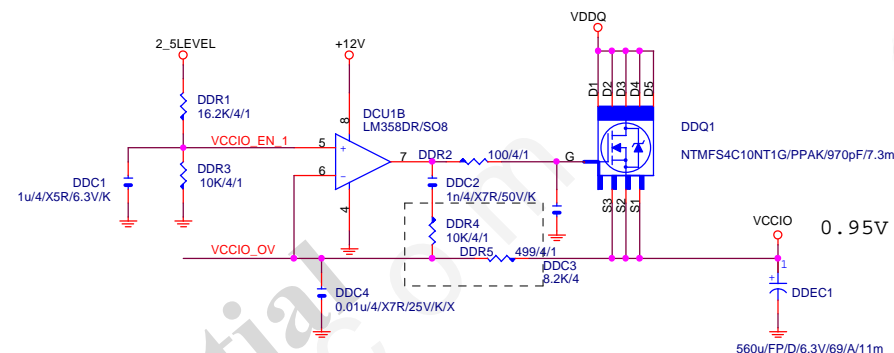 VDDQ
2_5LEVEL
+12V
D1
D2
D3
D4
D5
DDR1
16.2K/4/1
DCU1B
LM358DR/SO8
8
DDQ1
VCCIO_EN_1
5
+
7
DDR2
100/4/1
G
NTMFS4C10NT1G/PPAK/970pF/7.3m
6
-
DDC1
1u/4/X5R/6.3V/K
DDR3
10K/4/1
DDC2
1n/4/X7R/50V/K
4
S3
S2
S1
VCCIO
0.95V
DDR4
10K/4/1
VCCIO_OV
DDR5
499/4/1
DDC3
8.2K/4
1
+
DDC4
0.01u/4/X7R/25V/K/X
DDEC1
560u/FP/D/6.3V/69/A/11m
tial
com